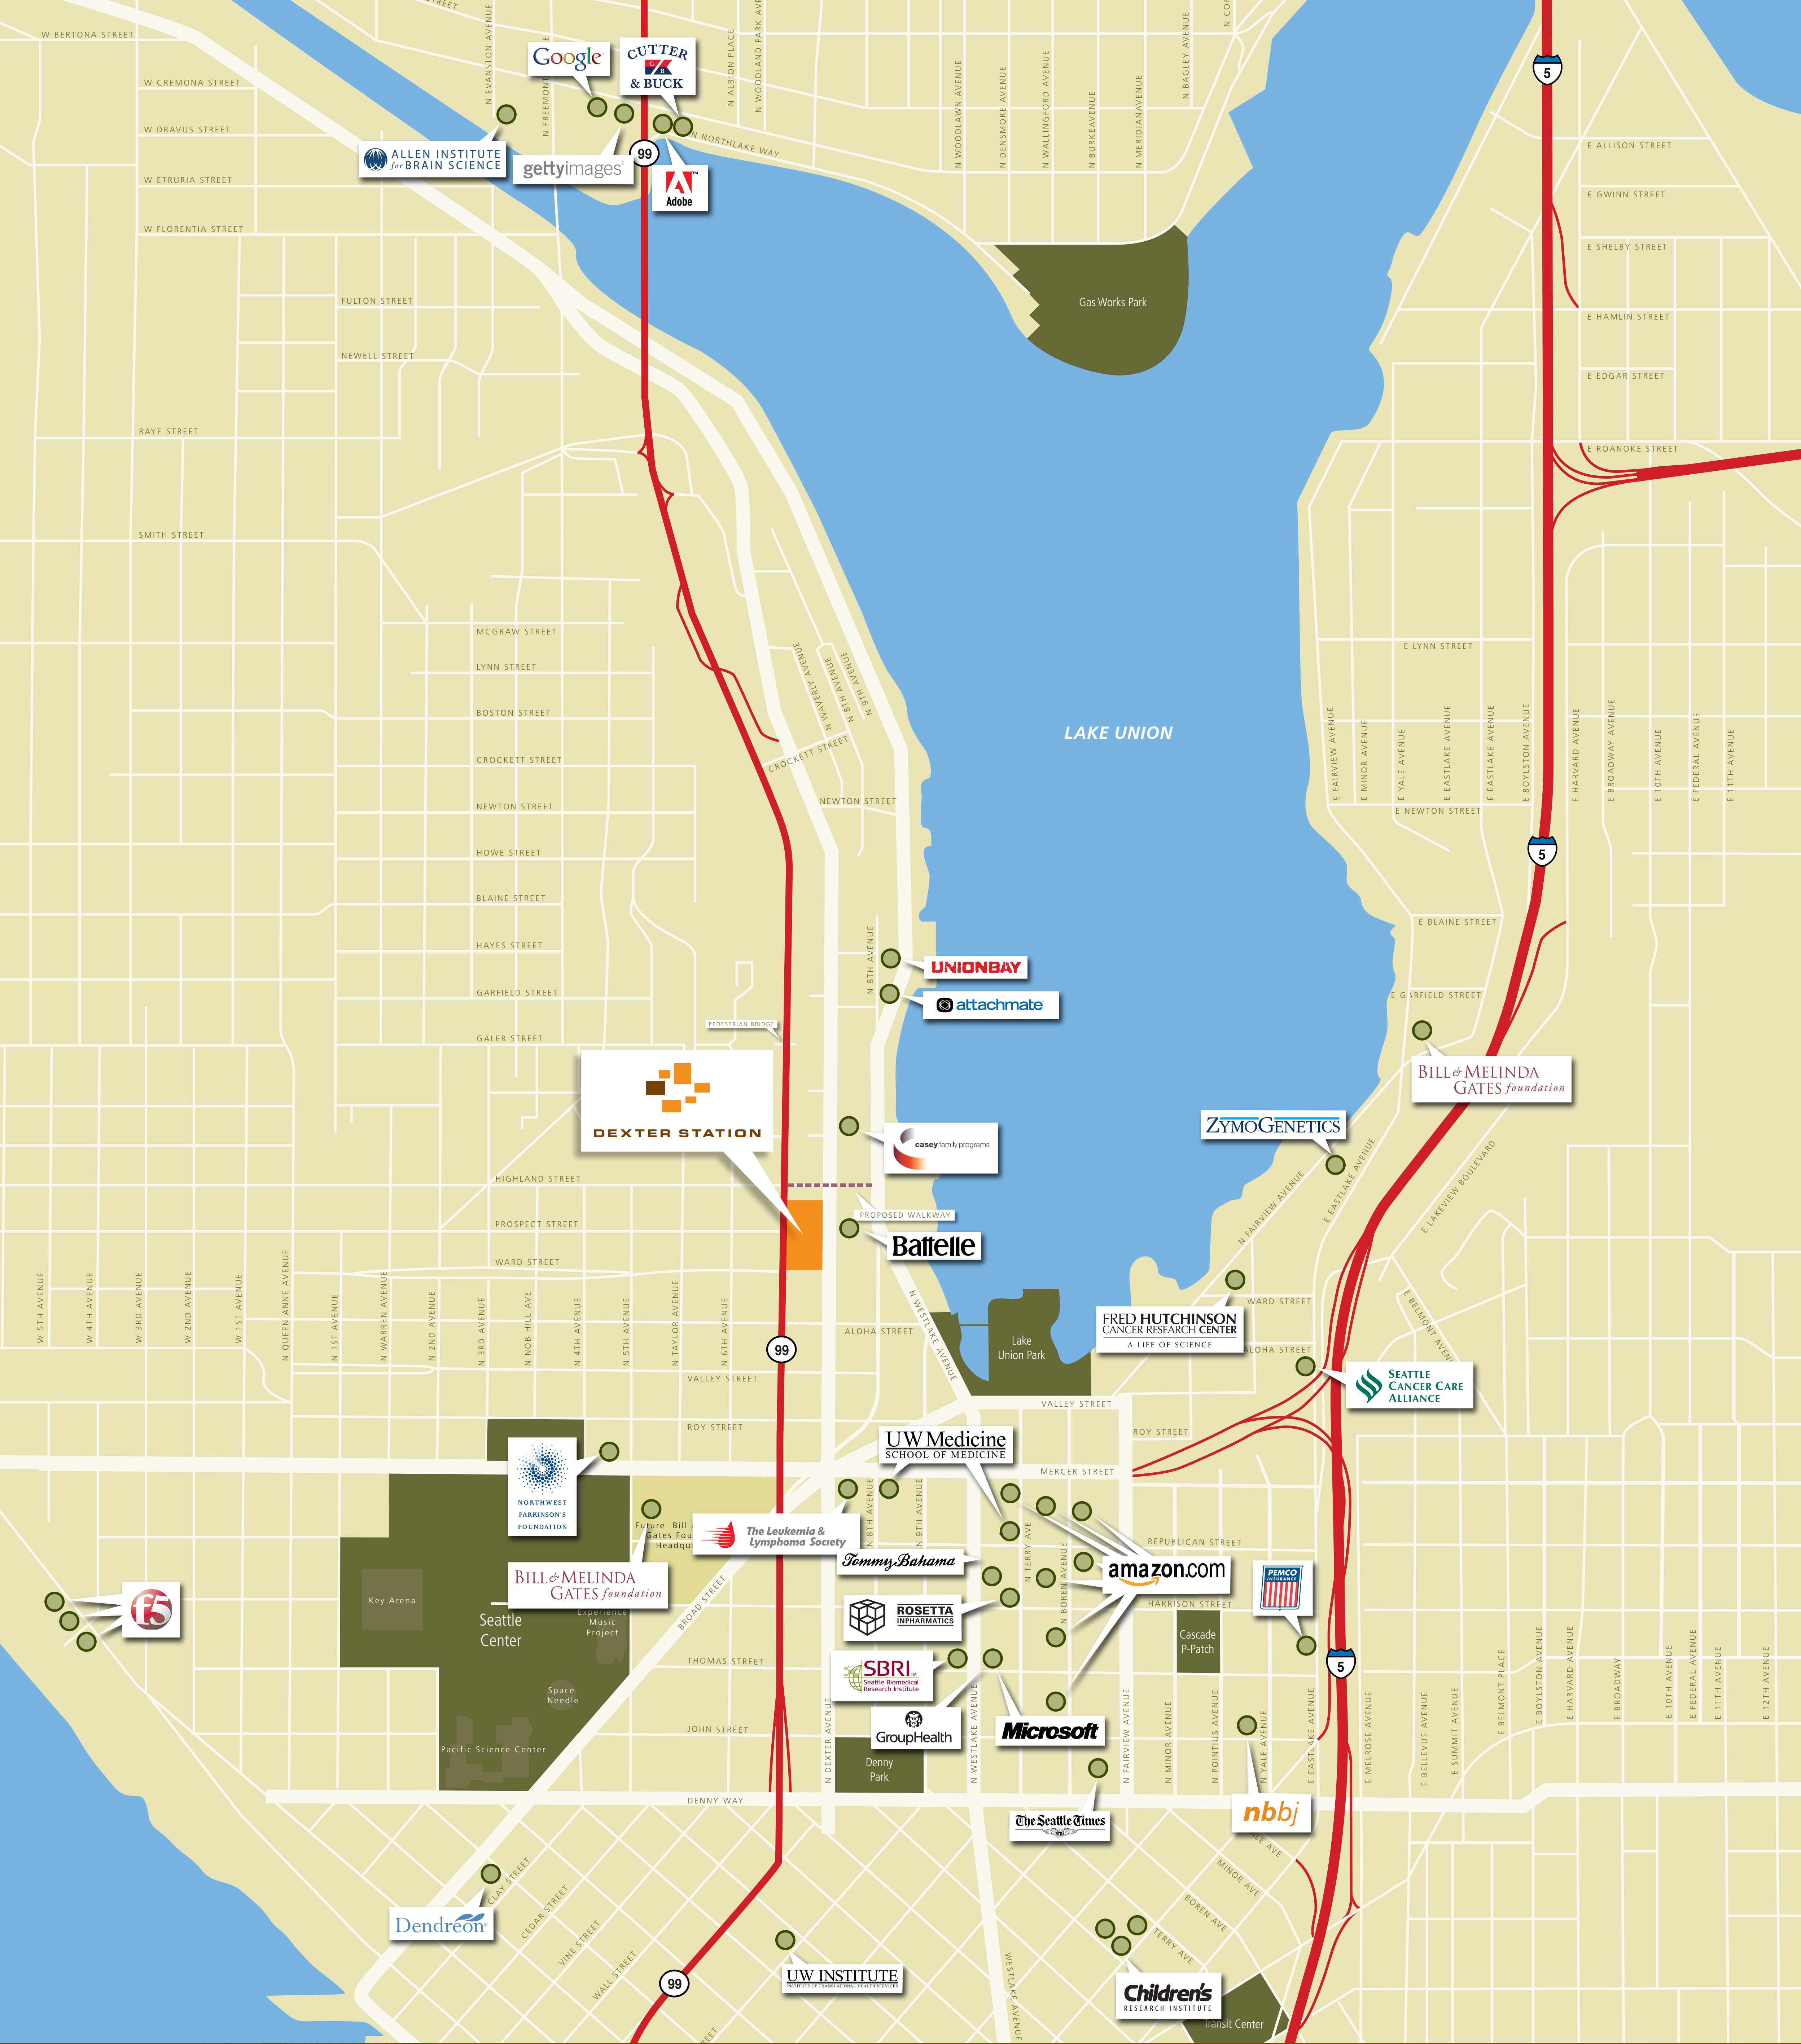 W BERTONA STREET
W CREMONA STREET
W DRAVUS STREET
W ETRURIA STREET
W FLORENTIA STREET
N EVANSTON AVENUE
Google
CUTTER
C B
& BUCK
N ALBION PLACE
N WOODLAND PARK AVE
ALLEN INSTITUTE
for BRAIN SCIENCE
gettyimages®
99
Adobe
N NORTHLAKE WAY
N WOODLAWN AVENUE
N DENSMORE AVENUE
N WALLINGFORD AVENUE
N BURKEAVENUE
N MERIDIANAVENUE
N BAGLEY AVENUE
5
E ALLISON STREET
E GWINN STREET
E SHELBY STREET
E HAMLIN STREET
E EDGAR STREET
E ROANOKE STREET
Gas Works Park
FULTON STREET
NEWELL STREET
RAYE STREET
SMITH STREET
MCGRAW STREET
LYNN STREET
BOSTON STREET
CROCKETT STREET
NEWTON STREET
HOWE STREET
BLAINE STREET
HAYES STREET
GARFIELD STREET
GALER STREET
N WAVERLY AVENUE
N 8TH AVENUE
N 9TH AVENUE
CROCKETT STREET
NEWTON STREET
LAKE UNION
E LYNN STREET
E FAIRVIEW AVENUE
E MINOR AVENUE
E YALE AVENUE
E EASTLAKE AVENUE
E EASTLAKE AVENUE
E BOYLSTON AVENUE
E HARVARD AVENUE
E BROADWAY AVENUE
E 10TH AVENUE
E FEDERAL AVENUE
E 11TH AVENUE
E NEWTON STREET
5
E BLAINE STREET
E GARFIELD STREET
N 8TH AVENUE
UNIONBAY
attachmate
PEDESTRIAN BRIDGE
DEXTER STATION
casey family programs
BILL & MELINDA
GATES foundation
ZYMOGENETICS
HIGHLAND STREET
PROSPECT STREET
WARD STREET
PROPOSED WALKWAY
Battelle
N FAIRVIEW AVENUE
E EASTLAKE AVENUE
E LAKEVIEW BOULEVARD
W 5TH AVENUE
W 4TH AVENUE
W 3RD AVENUE
W 2ND AVENUE
W 1ST AVENUE
N QUEEN ANNE AVENUE
N 1ST AVENUE
N WARREN AVENUE
N 2ND AVENUE
N 3RD AVENUE
N NOB HILL AVE
N 4TH AVENUE
N 5TH AVENUE
N TAYLOR AVENUE
N 6TH AVENUE
99
ALOHA STREET
N WESTLAKE AVENUE
Lake
Union Park
FRED HUTCHINSON
CANCER RESEARCH CENTER
A LIFE OF SCIENCE
WARD STREET
ALOHA STREET
E BELMONT AVENUE
SEATTLE
CANCER CARE
ALLIANCE
VALLEY STREET
VALLEY STREET
ROY STREET
ROY STREET
UW Medicine
SCHOOL OF MEDICINE
MERCER STREET
NORTHWEST
PARKINSON'S
FOUNDATION
Future Bill
Gates Fou
Headqua
The Leukemia &
Lymphoma Society
N 8TH AVENUE
N 9TH AVENUE
N TERRY AVE
N BOREN AVENUE
REPUBLICAN STREET
Tommy Bahama
amazon.com
BILL & MELINDA
GATES foundation
PEMCO
INSURANCE
HARRISON STREET
f5
Key Arena
Seattle
Center
Experience
Music
Project
BROAD STREET
ROSETTA
INPHARMATICS
Cascade
P-Patch
THOMAS STREET
SBRI™
Seattle Biomedical
Research Institute
5
Space
Needle
GroupHealth
Microsoft
JOHN STREET
Pacific Science Center
N DEXTER AVENUE
Denny
Park
N WESTLAKE AVENUE
N FAIRVIEW AVENUE
N MINOR AVENUE
N PONTIUS AVENUE
N YALE AVENUE
E EASTLAKE AVENUE
E MELROSE AVENUE
E BELLEVUE AVENUE
E SUMMIT AVENUE
E BELMONT PLACE
E BOYLSTON AVENUE
E HARVARD AVENUE
E BROADWAY
E 10TH AVENUE
E FEDERAL AVENUE
E 11TH AVENUE
E 12TH AVENUE
DENNY WAY
The Seattle Times
nbbj
MINOR AVE
BOREN AVE
TERRY AVE
CLAY STREET
CEDAR STREET
VINE STREET
WALL STREET
Dendreon
99
UW INSTITUTE
INSTITUTE OF TRANSLATIONAL HEALTH SERVICES
WESTLAKE AVENUE
Children's
RESEARCH INSTITUTE
Transit Center